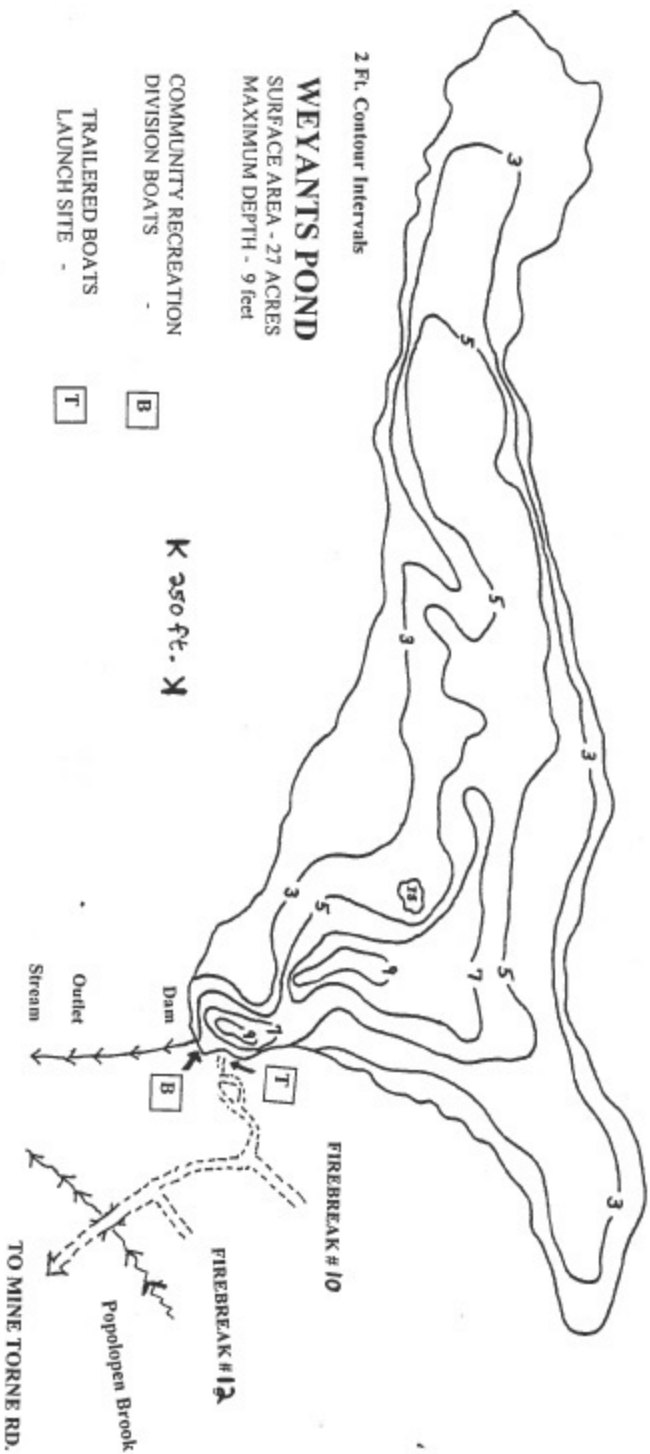 2 Ft. Contour Intervals
WEYANTS POND
SURFACE AREA - 27 ACRES
MAXIMUM DEPTH - 9 feet
COMMUNITY RECREATION
DIVISION BOATS -
B
TRAILERED BOATS
LAUNCH SITE -
T
K 250 ft. K
3
5
3
5
3
3
5
9
7
5
7
9
3
Dam
Outlet
Stream
T
B
FIREBREAK # 10
FIREBREAK # 12
Popolopen Brook
TO MINE TORNE RD.